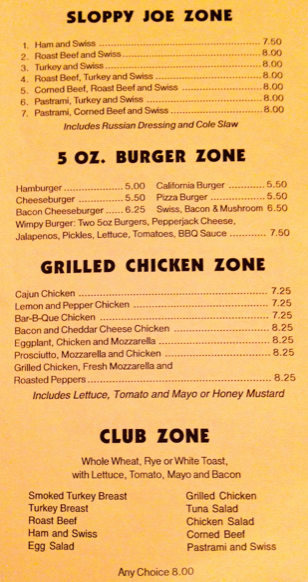 SLOPPY JOE ZONE
1. Ham and Swiss 7.50
2. Roast Beef and Swiss 8.00
3. Turkey and Swiss 8.00
4. Roast Beef, Turkey and Swiss 8.00
5. Corned Beef, Roast Beef and Swiss 8.00
6. Pastrami, Turkey and Swiss 8.00
7. Pastrami, Corned Beef and Swiss 8.00
Includes Russian Dressing and Cole Slaw
5 OZ. BURGER ZONE
Hamburger 5.00 California Burger 5.50
Cheeseburger 5.50 Pizza Burger 5.50
Bacon Cheeseburger 6.25 Swiss, Bacon & Mushroom 6.50
Wimpy Burger: Two 5oz Burgers, Pepperjack Cheese,
Jalapenos, Pickles, Lettuce, Tomatoes, BBQ Sauce 7.50
GRILLED CHICKEN ZONE
Cajun Chicken 7.25
Lemon and Pepper Chicken 7.25
Bar-B-Que Chicken 7.25
Bacon and Cheddar Cheese Chicken 8.25
Eggplant, Chicken and Mozzarella 8.25
Prosciutto, Mozzarella and Chicken 8.25
Grilled Chicken, Fresh Mozzarella and
Roasted Peppers 8.25
Includes Lettuce, Tomato and Mayo or Honey Mustard
CLUB ZONE
Whole Wheat, Rye or White Toast,
with Lettuce, Tomato, Mayo and Bacon
Smoked Turkey Breast Grilled Chicken
Turkey Breast Tuna Salad
Roast Beef Chicken Salad
Ham and Swiss Corned Beef
Egg Salad Pastrami and Swiss
Any Choice 8.00